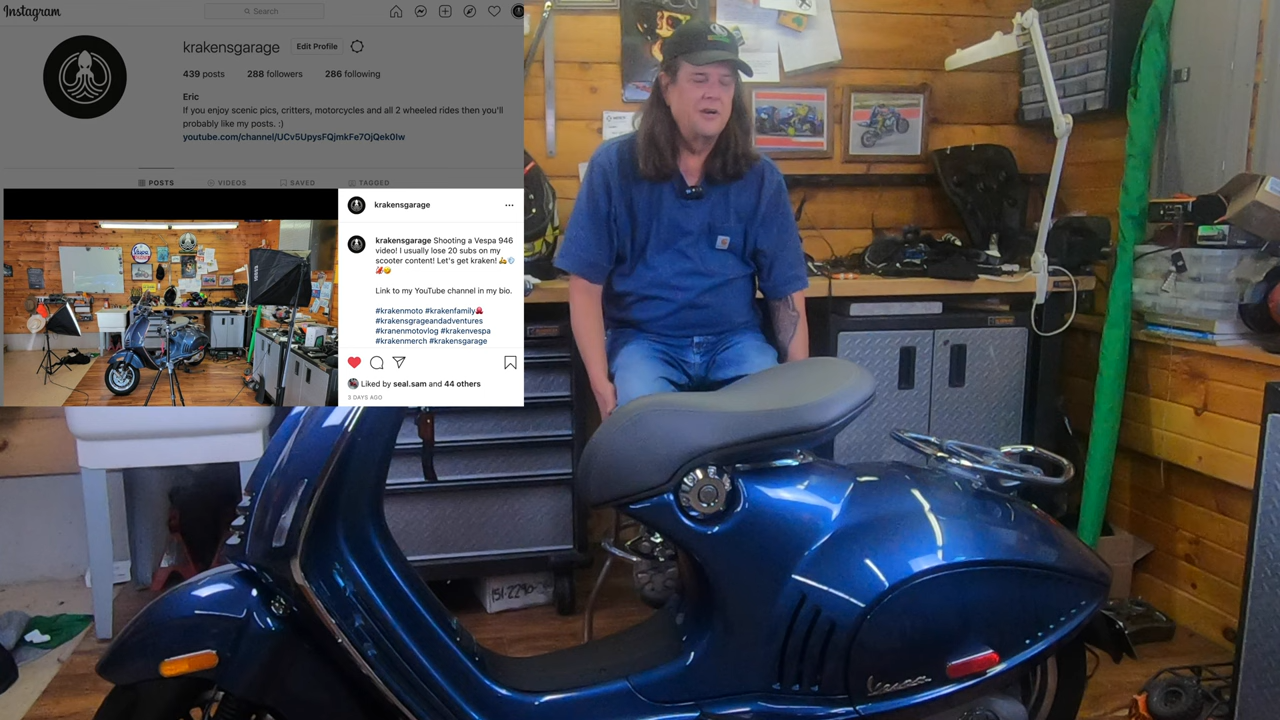 Instagram
Search
krakensgarage
Edit Profile
439 posts
288 followers
286 following
Eric
If you enjoy scenic pics, critters, motorcycles and all 2 wheeled rides then you'll
probably like my posts. :)
youtube.com/channel/UCv5UpysFQjmkFe7OjQek0Iw
POSTS
VIDEOS
SAVED
TAGGED
krakensgarage
krakensgarage Shooting a Vespa 946
video! I usually lose 20 subs on my
scooter content! Let's get kraken! 🛵💨
Link to my YouTube channel in my bio.
#krakenmoto #krakenfamily
#krakensgrageandadventures
#kranenmotovlog #krakenvespa
#krakenmerch #krakensgarage
Liked by seal.sam and 44 others
3 DAYS AGO
Vespa
151-2290
Vespa